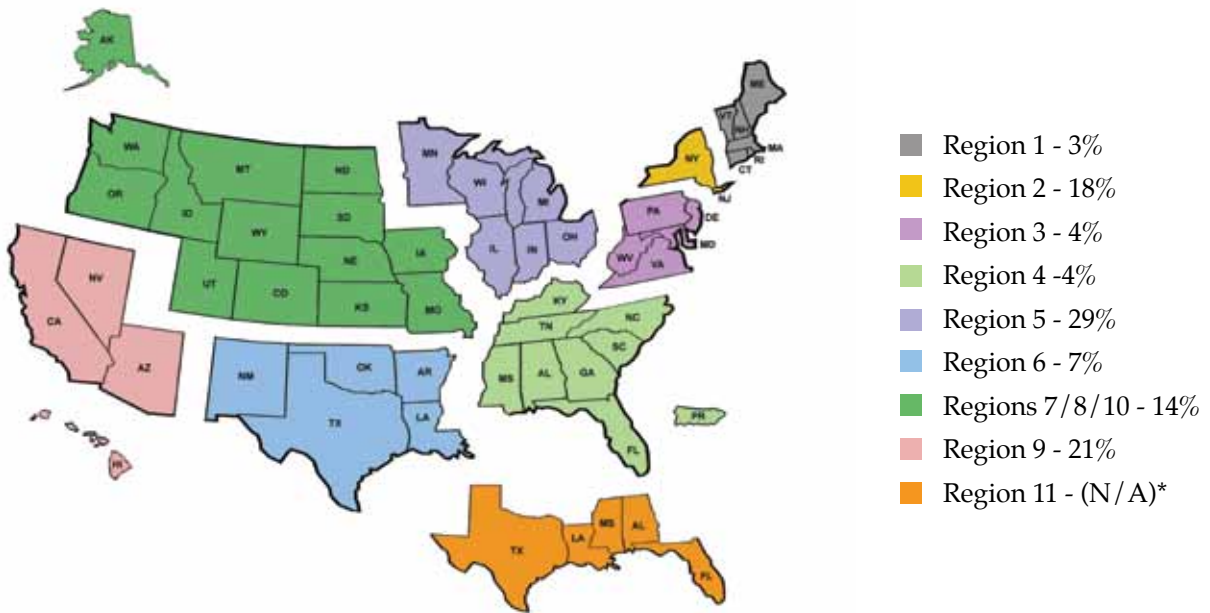 AK
WA
OR
ID
MT
WY
ND
SD
NE
KS
IA
MO
UT
CO
CA
NV
AZ
HI
NM
TX
OK
AR
LA
MN
WI
MI
IL
IN
OH
NY
NJ
PA
DE
MD
WV
VA
ME
VT
NH
MA
RI
CT
KY
TN
NC
SC
MS
AL
GA
FL
PR
TX
LA
MS
AL
FL
Region 1 - 3%
Region 2 - 18%
Region 3 - 4%
Region 4 -4%
Region 5 - 29%
Region 6 - 7%
Regions 7/8/10 - 14%
Region 9 - 21%
Region 11 - (N/A)*